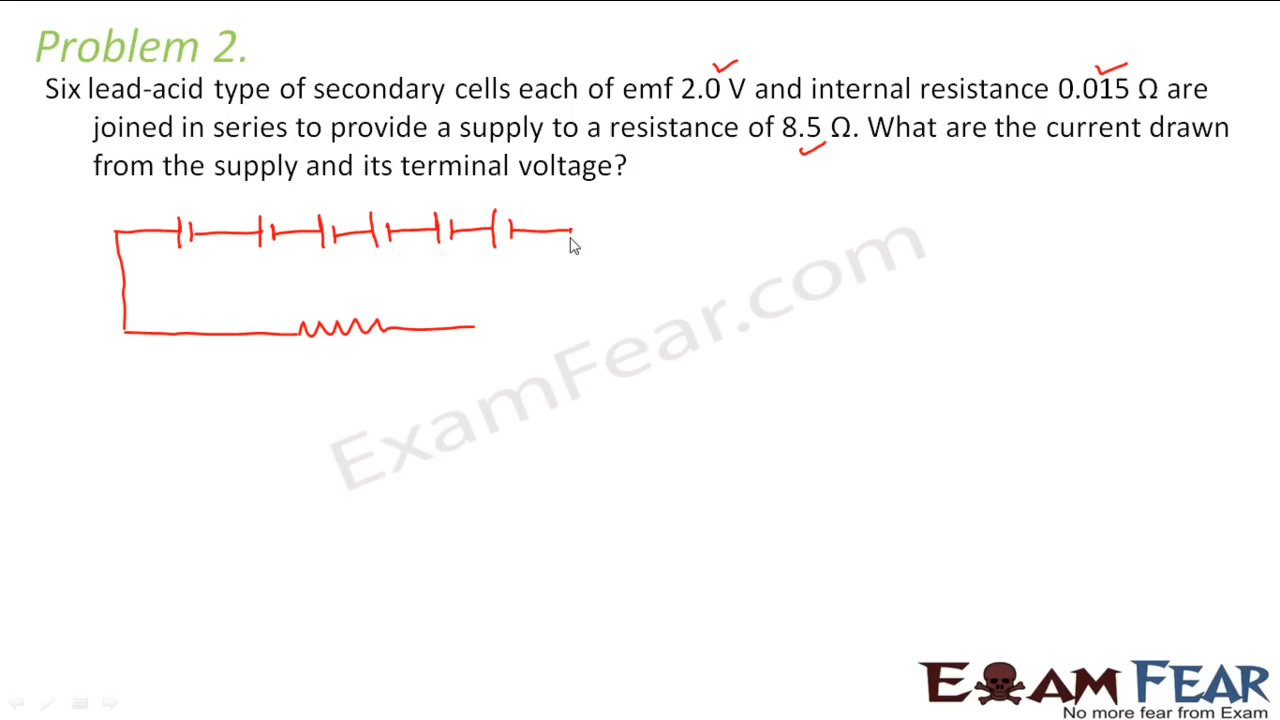 Problem 2.
Six lead-acid type of secondary cells each of emf 2.0 V and internal resistance 0.015 Ω are
joined in series to provide a supply to a resistance of 8.5 Ω. What are the current drawn
from the supply and its terminal voltage?
ExamFear.com
EXAM FEAR
No more fear from Exam